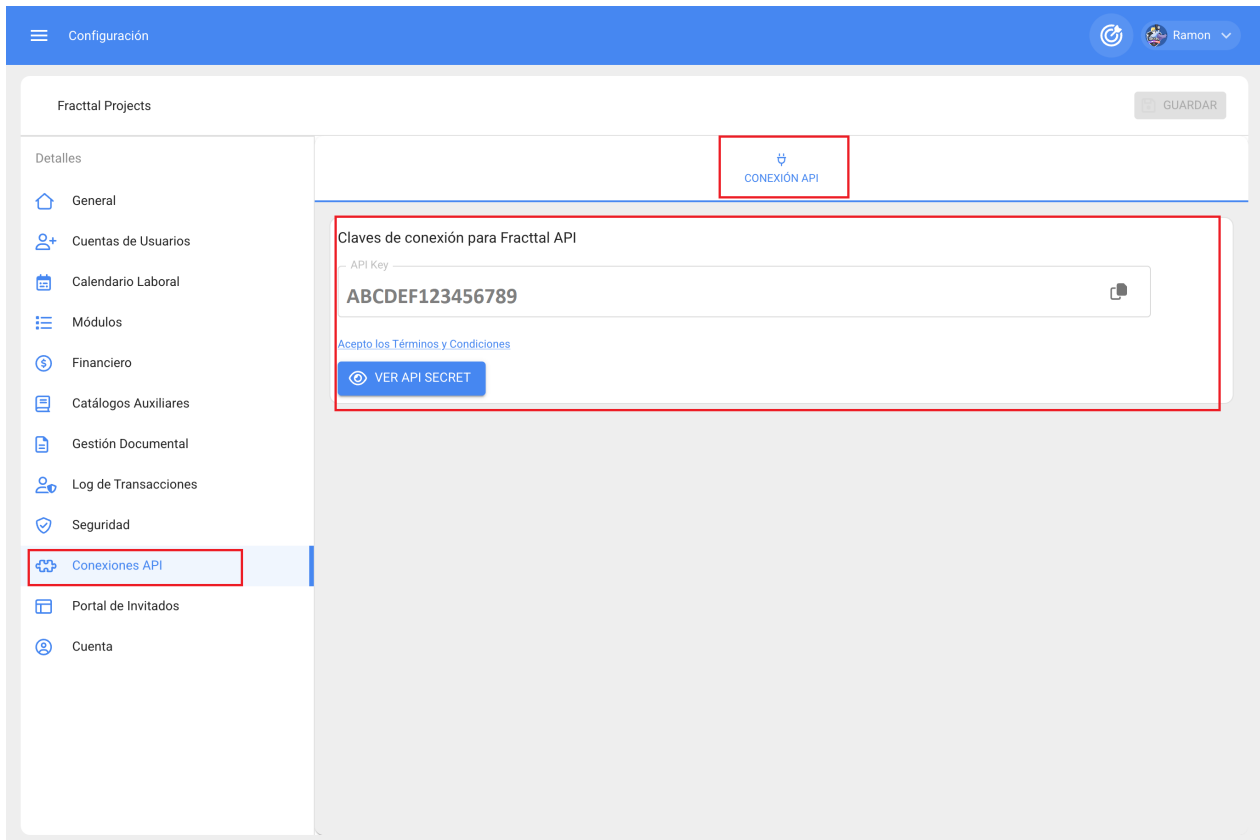 Configuración
Ramon
Fracttal Projects
GUARDAR
Detalles
General
Cuentas de Usuarios
Calendario Laboral
Módulos
Financiero
Catálogos Auxiliares
Gestión Documental
Log de Transacciones
Seguridad
Conexiones API
Portal de Invitados
Cuenta
CONEXIÓN API
Claves de conexión para Fracttal API
API Key
ABCDEF123456789
Acepto los Términos y Condiciones
VER API SECRET